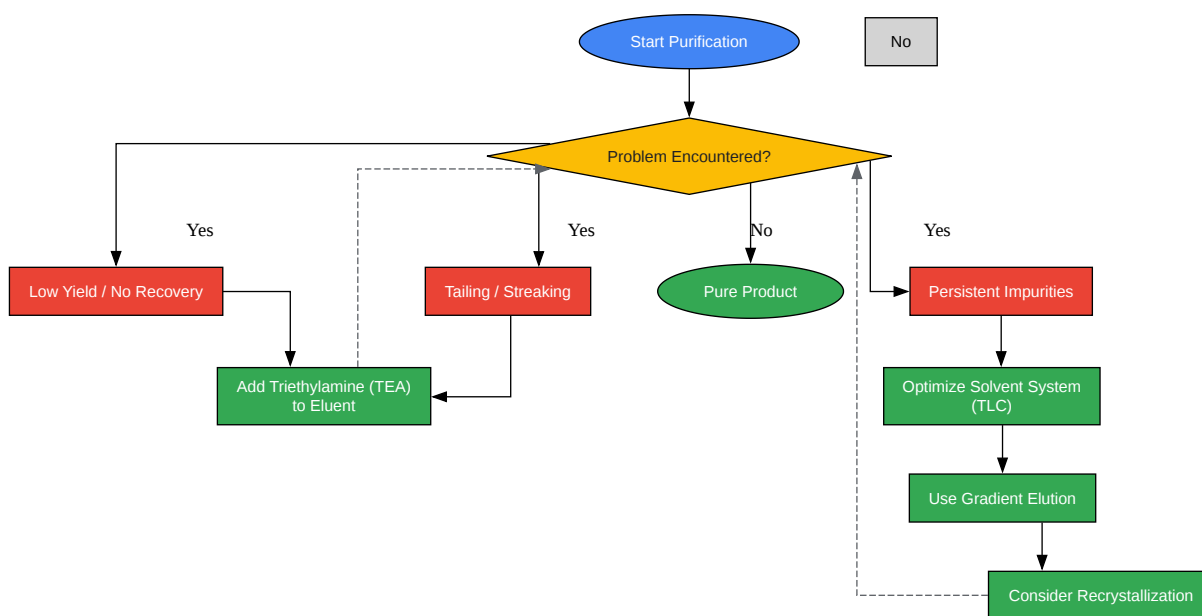 Start Purification
No
Problem Encountered?
Yes
Yes
No
Yes
Low Yield / No Recovery
Tailing / Streaking
Pure Product
Persistent Impurities
Add Triethylamine (TEA)
to Eluent
Optimize Solvent System
(TLC)
Use Gradient Elution
Consider Recrystallization